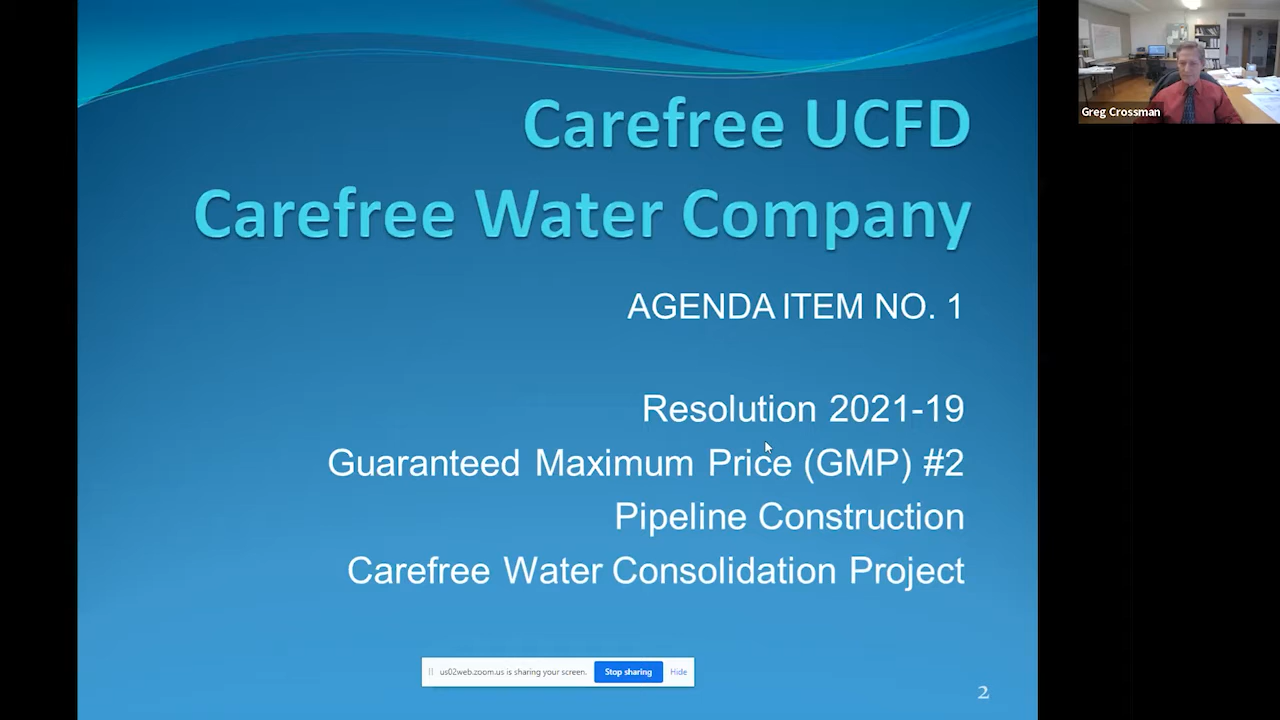 Carefree UCFD
Carefree Water Company
AGENDA ITEM NO. 1
Resolution 2021-19
Guaranteed Maximum Price (GMP) #2
Pipeline Construction
Carefree Water Consolidation Project
us02web.zoom.us is sharing your screen.
Stop sharing
Hide
2
Greg Crossman